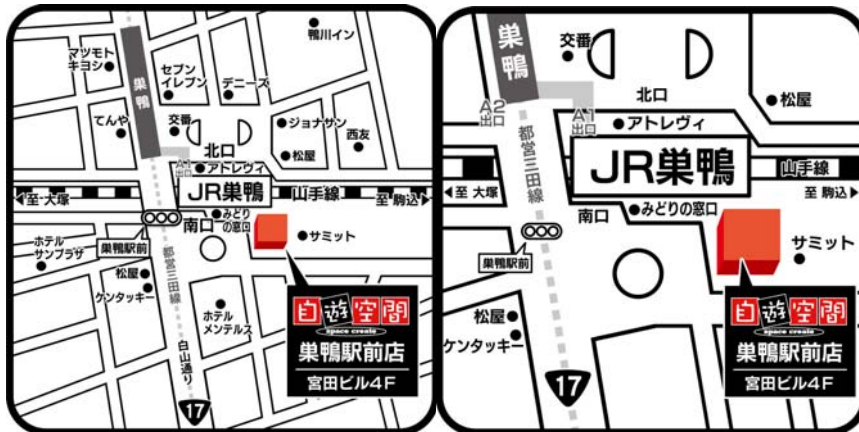 鴨川イン
マツモト
キヨシ
巣鴨
セブン
イレブン
デニーズ
てんや
交番
ジョナサン
西友
松屋
北口
A1
出口
アトレヴィ
JR巣鴨
山手線
至 大塚
至 駒込
南口
みどり
の窓口
サミット
巣鴨駅前
都営三田線
ホテル
サンプラザ
松屋
ケンタッキー
ホテル
メンテルス
白山通り
17
自遊空間
space create
巣鴨駅前店
宮田ビル4F
巣鴨
交番
北口
松屋
A2
出口
A1
出口
アトレヴィ
都営三田線
JR巣鴨
山手線
至 大塚
至 駒込
南口
みどりの窓口
サミット
巣鴨駅前
松屋
ケンタッキー
17
自遊空間
space create
巣鴨駅前店
宮田ビル4F